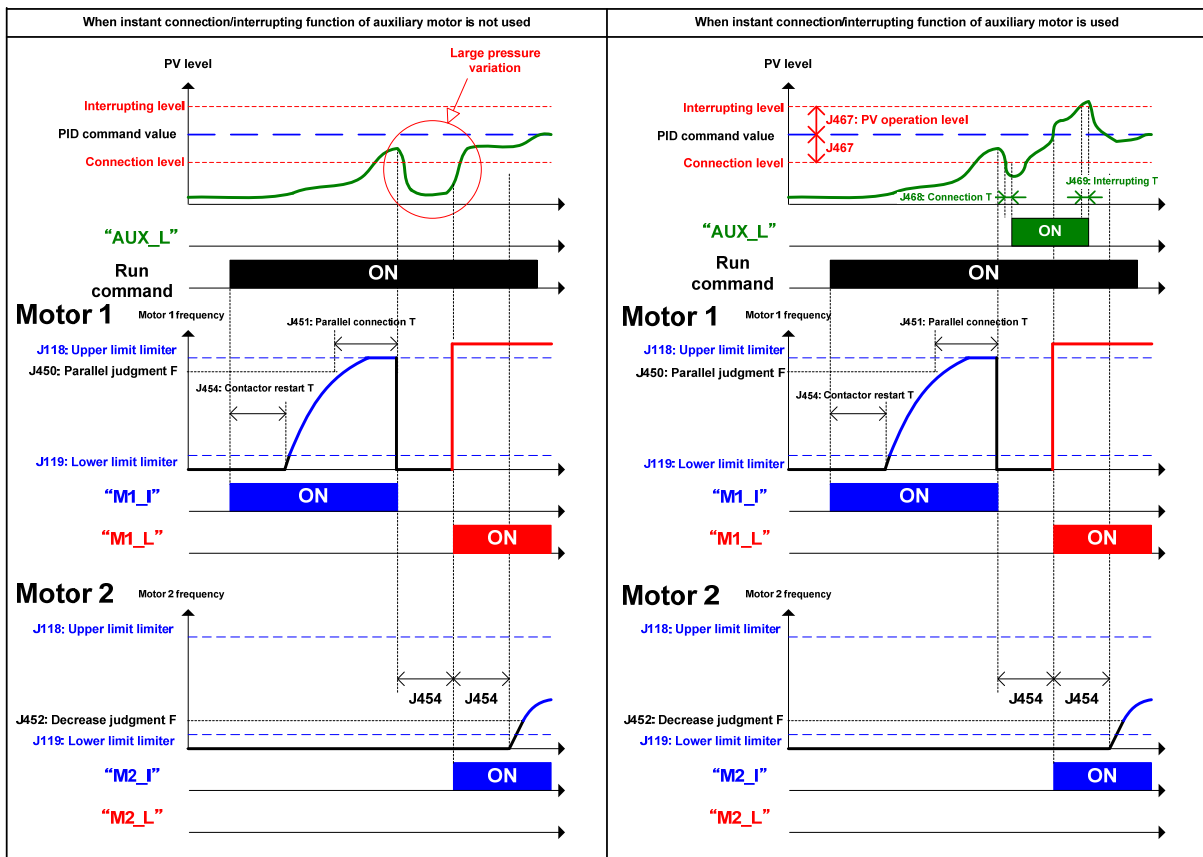 When instant connection/interrupting function of auxiliary motor is not used
PV level
Large pressure
variation
Interrupting level
PID command value
Connection level
“AUX_L”
Run
command
ON
Motor 1
Motor 1 frequency
J451: Parallel connection T
J118: Upper limit limiter
J450: Parallel judgment F
J454: Contactor restart T
J119: Lower limit limiter
“M1_I”
ON
“M1_L”
ON
Motor 2
Motor 2 frequency
J118: Upper limit limiter
J454
J454
J452: Decrease judgment F
J119: Lower limit limiter
“M2_I”
ON
“M2_L”
When instant connection/interrupting function of auxiliary motor is used
PV level
Interrupting level
J467: PV operation level
PID command value
J467
Connection level
J469: Interrupting T
J468: Connection T
“AUX_L”
ON
Run
command
ON
Motor 1
Motor 1 frequency
J451: Parallel connection T
J118: Upper limit limiter
J450: Parallel judgment F
J454: Contactor restart T
J119: Lower limit limiter
“M1_I”
ON
“M1_L”
ON
Motor 2
Motor 2 frequency
J118: Upper limit limiter
J454
J454
J452: Decrease judgment F
J119: Lower limit limiter
“M2_I”
ON
“M2_L”